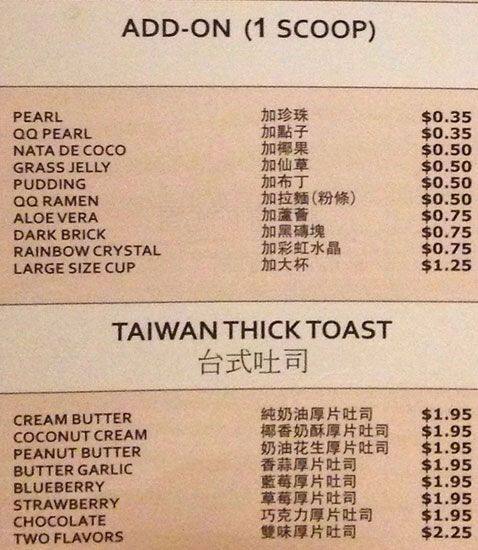 ADD-ON (1 SCOOP)
PEARL 加珍珠 $0.35
QQ PEARL 加點子 $0.35
NATA DE COCO 加椰果 $0.50
GRASS JELLY 加仙草 $0.50
PUDDING 加布丁 $0.50
QQ RAMEN 加拉麵(粉條) $0.50
ALOE VERA 加蘆薈 $0.75
DARK BRICK 加黑磚塊 $0.75
RAINBOW CRYSTAL 加彩虹水晶 $0.75
LARGE SIZE CUP 加大杯 $1.25
TAIWAN THICK TOAST
台式吐司
CREAM BUTTER 純奶油厚片吐司 $1.95
COCONUT CREAM 椰香奶酥厚片吐司 $1.95
PEANUT BUTTER 奶油花生厚片吐司 $1.95
BUTTER GARLIC 香蒜厚片吐司 $1.95
BLUEBERRY 藍莓厚片吐司 $1.95
STRAWBERRY 草莓厚片吐司 $1.95
CHOCOLATE 巧克力厚片吐司 $1.95
TWO FLAVORS 雙味厚片吐司 $2.25